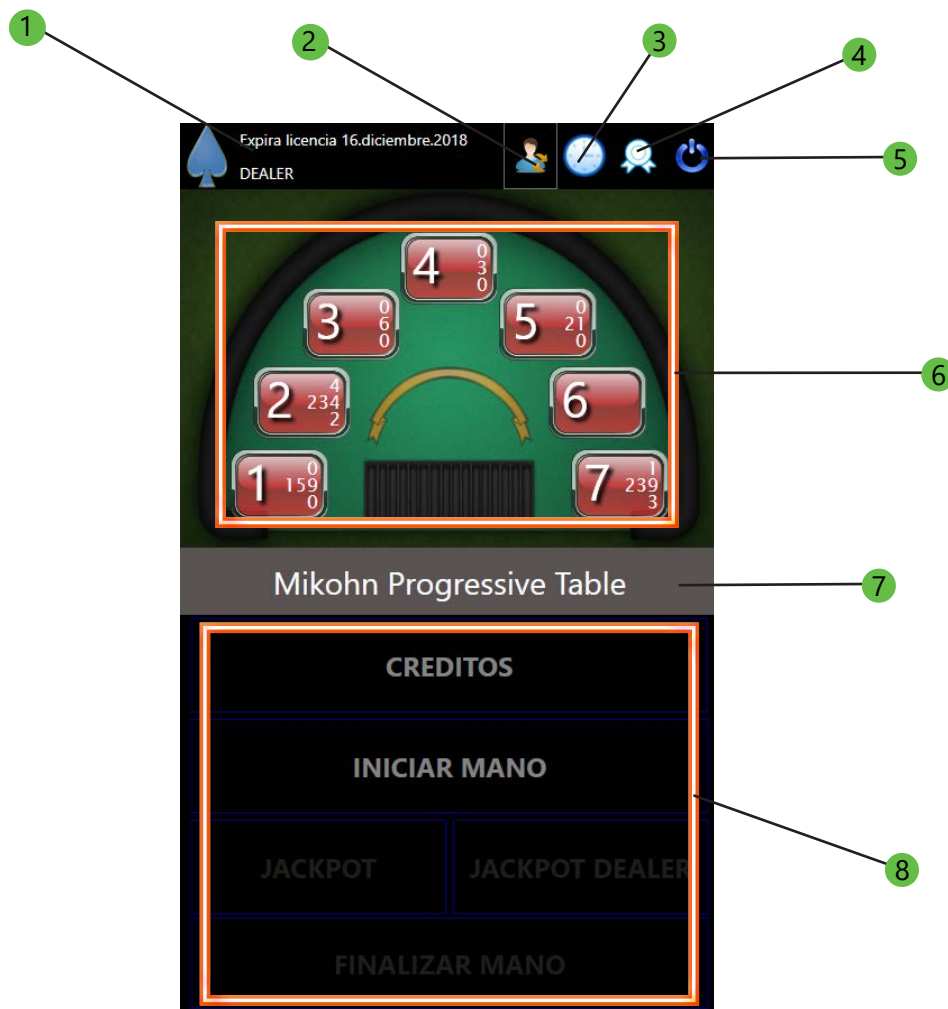 1
2
3
4
Expira licencia 16.diciembre.2018
DEALER
5
4 0 3 0
3 0 6 0
5 0 21 0
6
2 4 234 2
6
1 0 159 0
7 1 239 3
Mikohn Progressive Table
7
CREDITOS
INICIAR MANO
JACKPOT
JACKPOT DEALER
8
FINALIZAR MANO